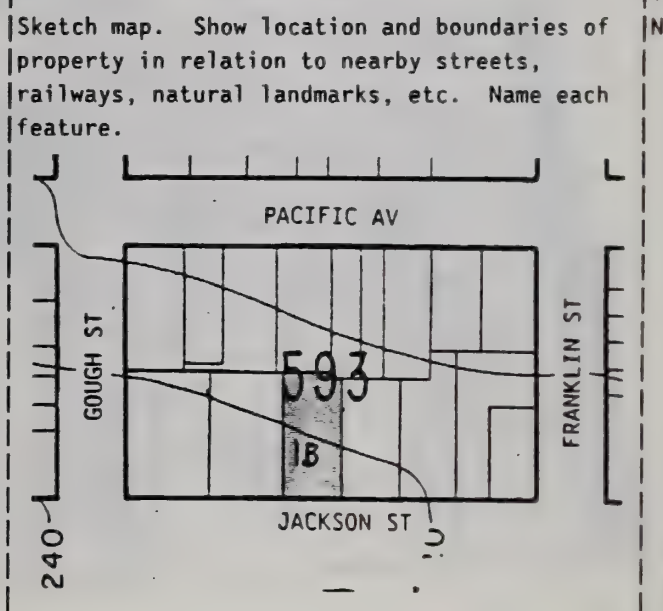 Sketch map. Show location and boundaries of
property in relation to nearby streets,
railways, natural landmarks, etc. Name each
feature.
N
PACIFIC AV
GOUGH ST
593
FRANKLIN ST
1B
JACKSON ST
240